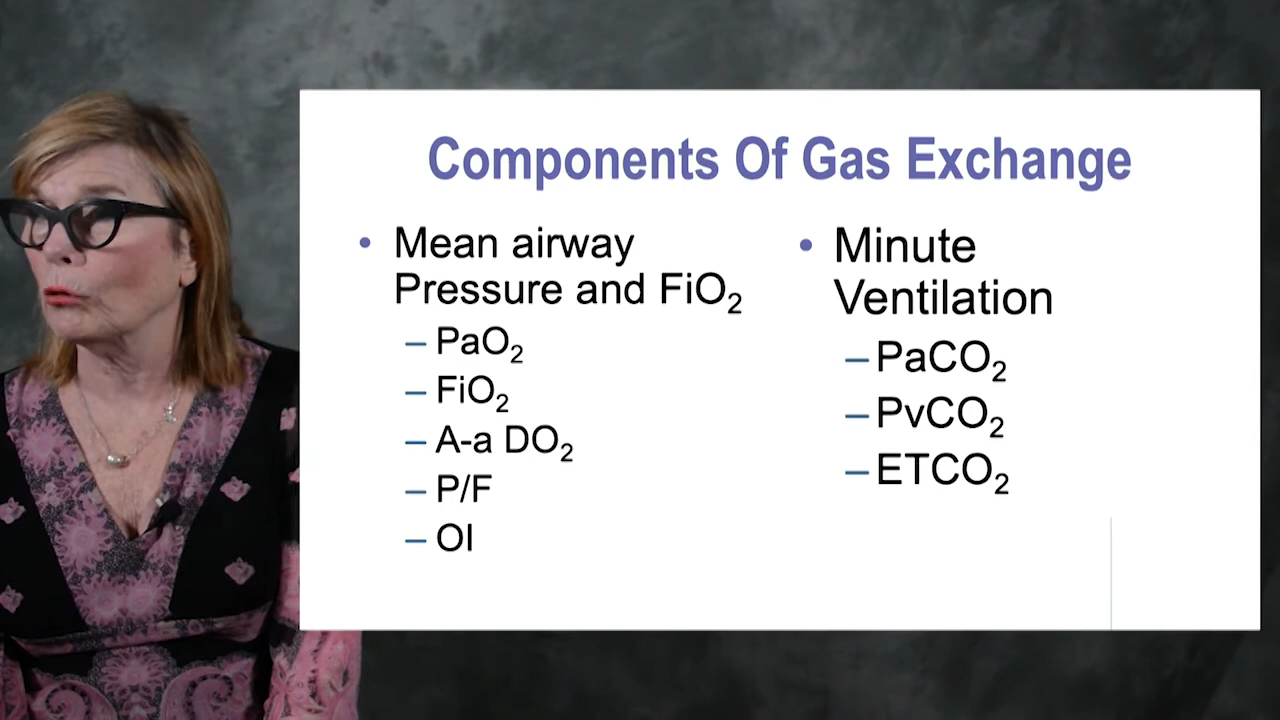 Components Of Gas Exchange
• Mean airway
Pressure and FiO₂
– PaO₂
– FiO₂
– A-a DO₂
– P/F
– OI
• Minute
Ventilation
– PaCO₂
– PvCO₂
– ETCO₂